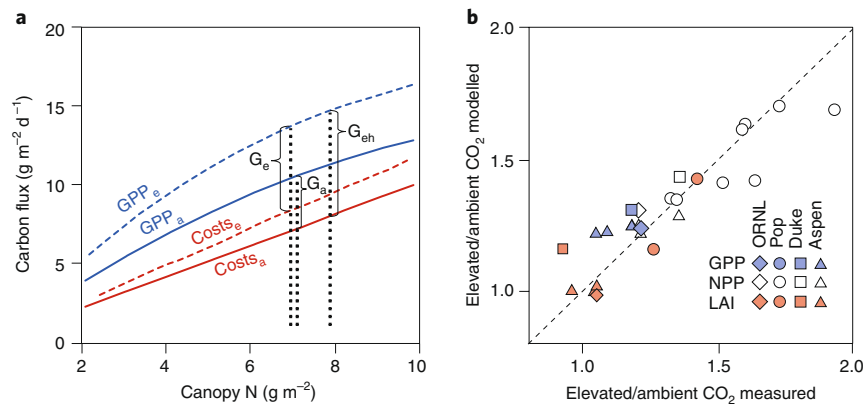 a
20
15
10
5
0
Carbon flux (g m⁻² d⁻¹)
GPPₑ
GPPₐ
Costsₑ
Costsₐ
Gₑ
Gₐ
Gₑₕ
2 4 6 8 10
Canopy N (g m⁻²)
b
2.0
1.5
1.0
Elevated/ambient CO₂ modelled
ORNL
Pop
Duke
Aspen
GPP
NPP
LAI
1.0 1.5 2.0
Elevated/ambient CO₂ measured